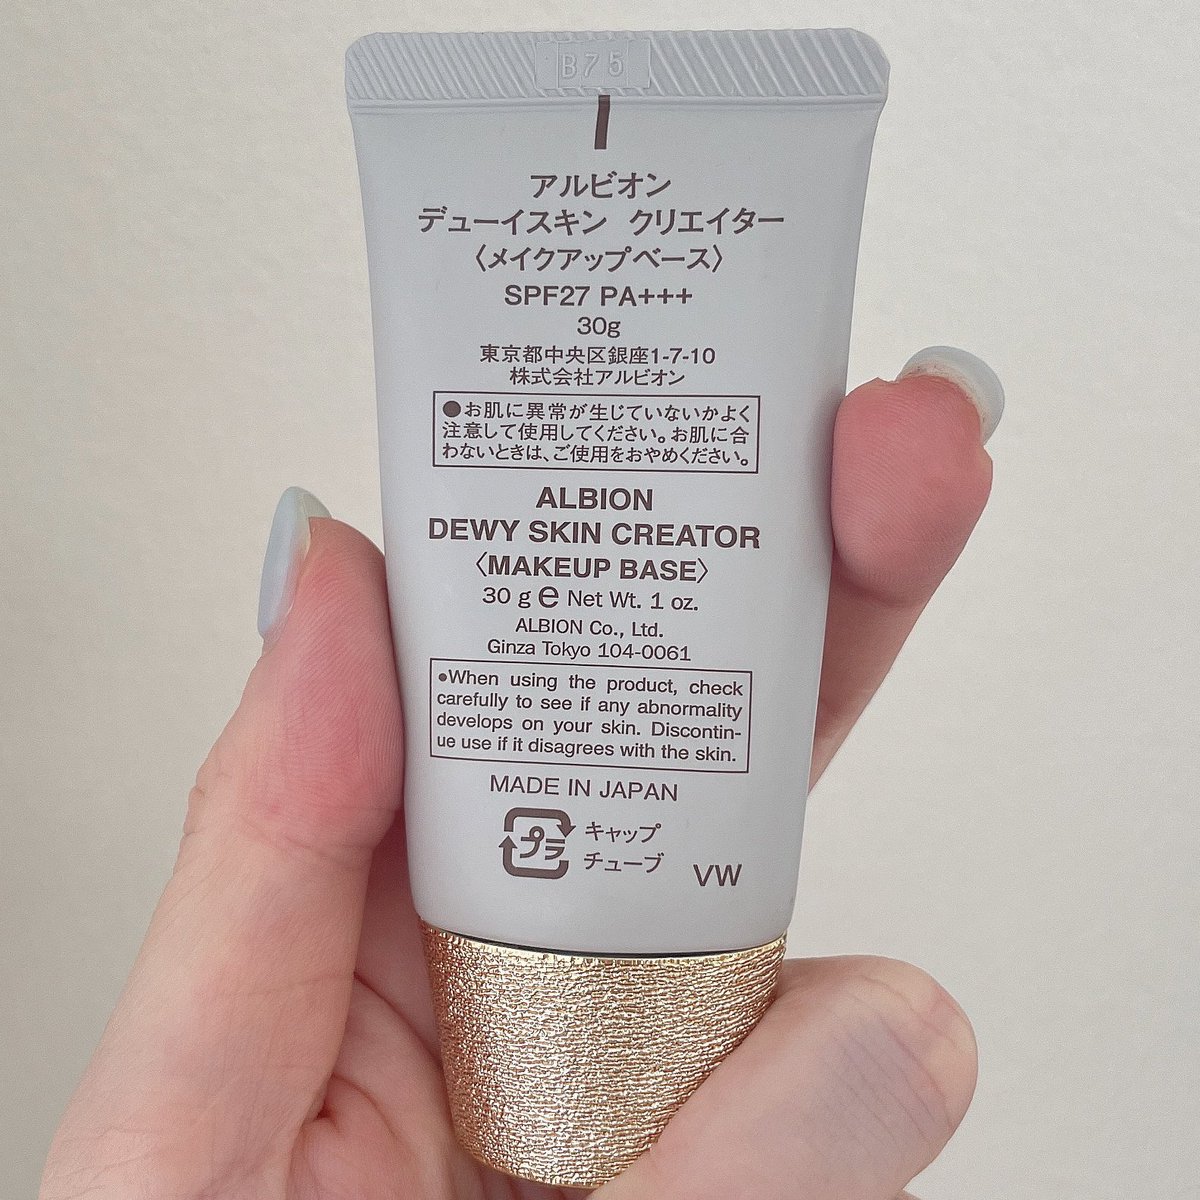 B75
アルビオン
デューイスキン クリエイター
〈メイクアップベース〉
SPF27 PA+++
30g
東京都中央区銀座1-7-10
株式会社アルビオン
●お肌に異常が生じていないかよく
注意して使用してください。お肌に合
わないときは、ご使用をおやめください。
ALBION
DEWY SKIN CREATOR
〈MAKEUP BASE〉
30 g ℮ Net Wt. 1 oz.
ALBION Co., Ltd.
Ginza Tokyo 104-0061
●When using the product, check
carefully to see if any abnormality
develops on your skin. Discontin-
ue use if it disagrees with the skin.
MADE IN JAPAN
プラ キャップ
チューブ
VW